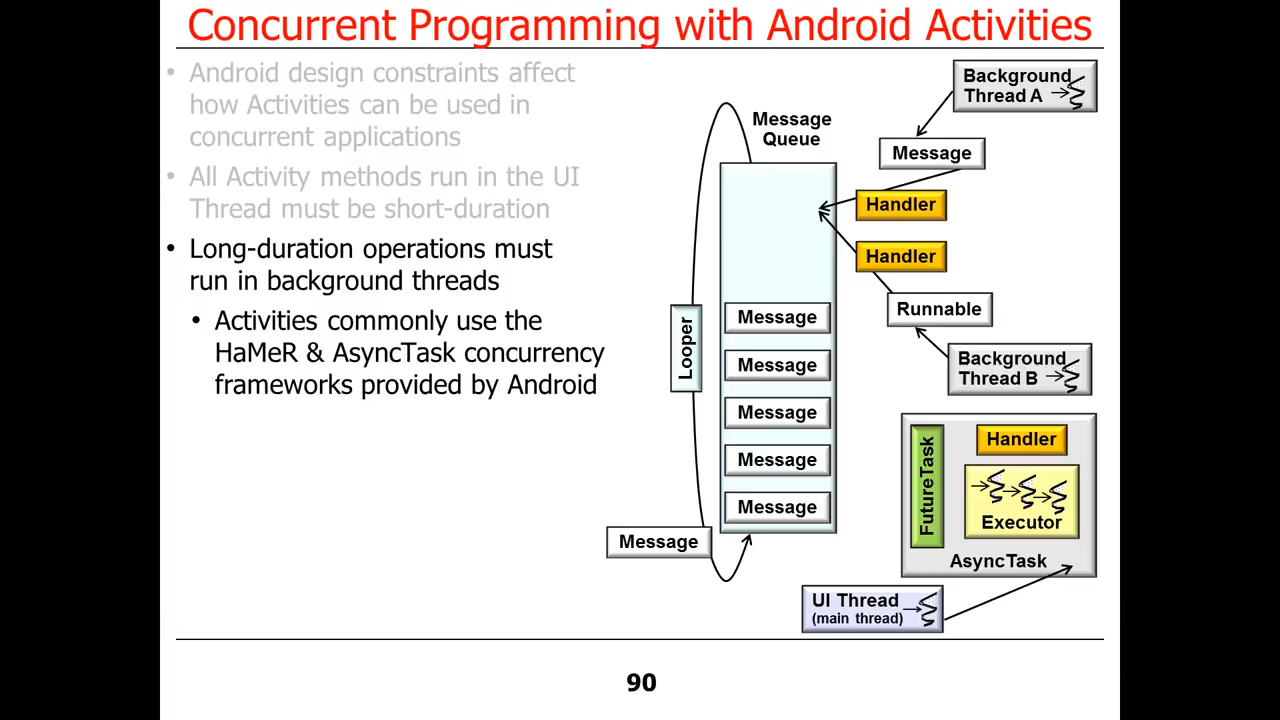 Concurrent Programming with Android Activities
• Android design constraints affect
how Activities can be used in
concurrent applications
• All Activity methods run in the UI
Thread must be short-duration
• Long-duration operations must
run in background threads
• Activities commonly use the
HaMeR & AsyncTask concurrency
frameworks provided by Android
Background
Thread A
Message
Queue
Message
Handler
Handler
Runnable
Background
Thread B
Looper
Message
Message
Message
Message
Message
Message
FutureTask
Handler
Executor
AsyncTask
UI Thread
(main thread)
90